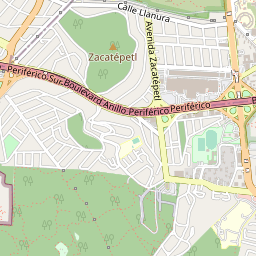 Calle Llanura
Avenida Zacatépetl
Zacatépetl
Periférico Sur
Boulevard Anillo Periférico
Periférico